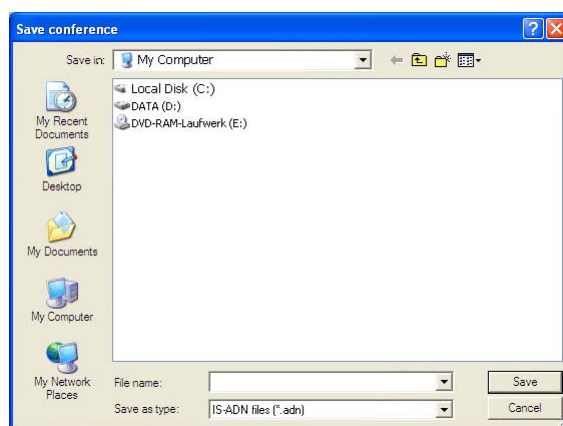 Save conference
Save in:
My Computer
Local Disk (C:)
DATA (D:)
DVD-RAM-Laufwerk (E:)
My Recent
Documents
Desktop
My Documents
My Computer
My Network
Places
File name:
Save
Save as type:
IS-ADN files (*.adn)
Cancel